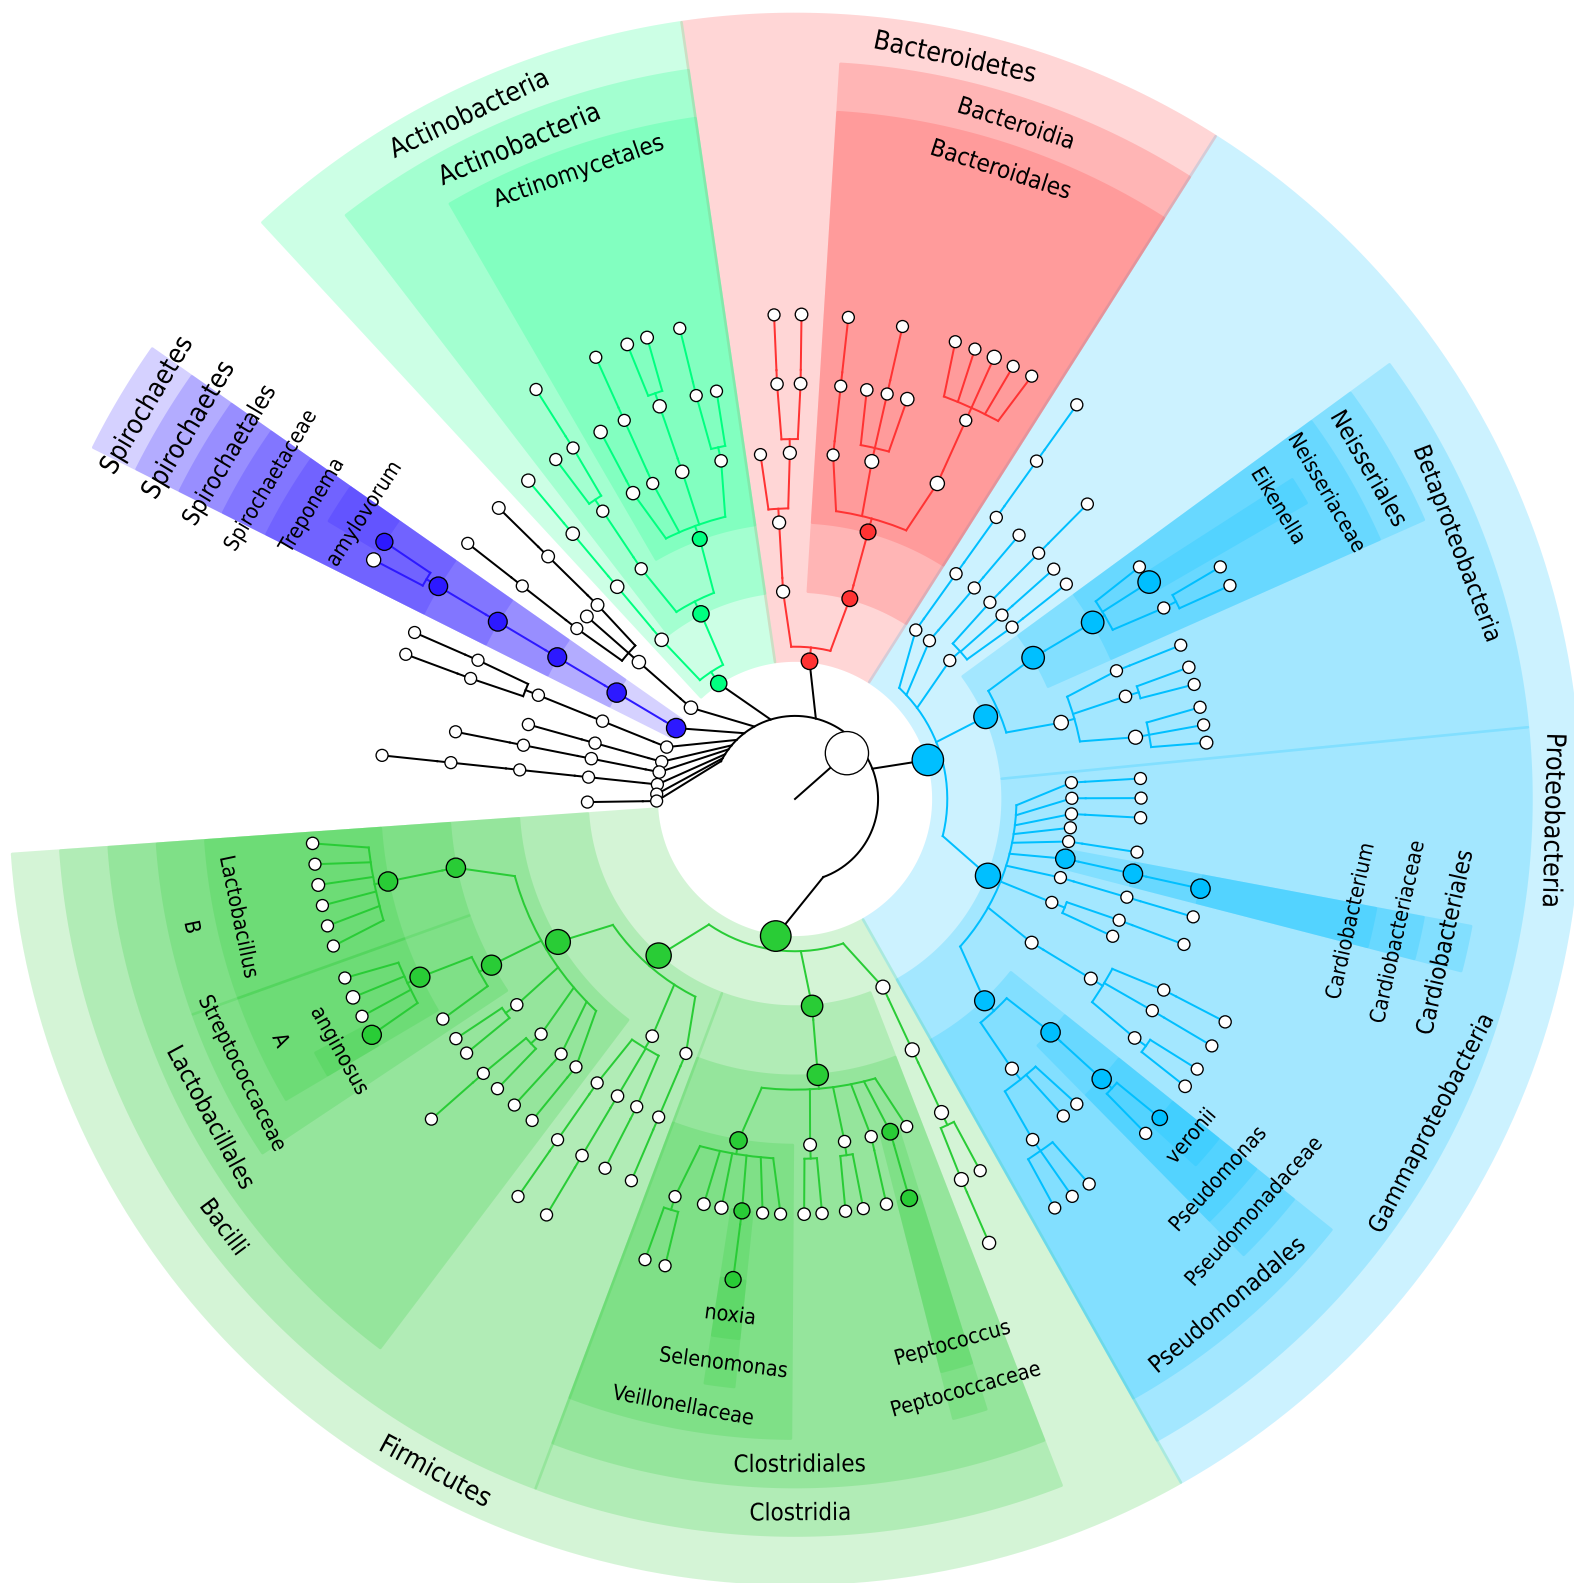 Bacteroidetes
Bacteroidia
Bacteroidales
Actinobacteria
Actinobacteria
Actinomycetales
Spirochaetes
Spirochaetes
Spirochaetales
Spirochaetaceae
Treponema
amylovorum
Proteobacteria
Betaproteobacteria
Neisseriales
Neisseriaceae
Eikenella
Cardiobacterium
Cardiobacteriaceae
Cardiobacteriales
Gammaproteobacteria
veronii
Pseudomonas
Pseudomonadaceae
Pseudomonadales
Lactobacillus
B
anginosus
A
Streptococcaceae
Lactobacillales
Bacilli
Firmicutes
noxia
Selenomonas
Veillonellaceae
Peptococcus
Peptococcaceae
Clostridiales
Clostridia